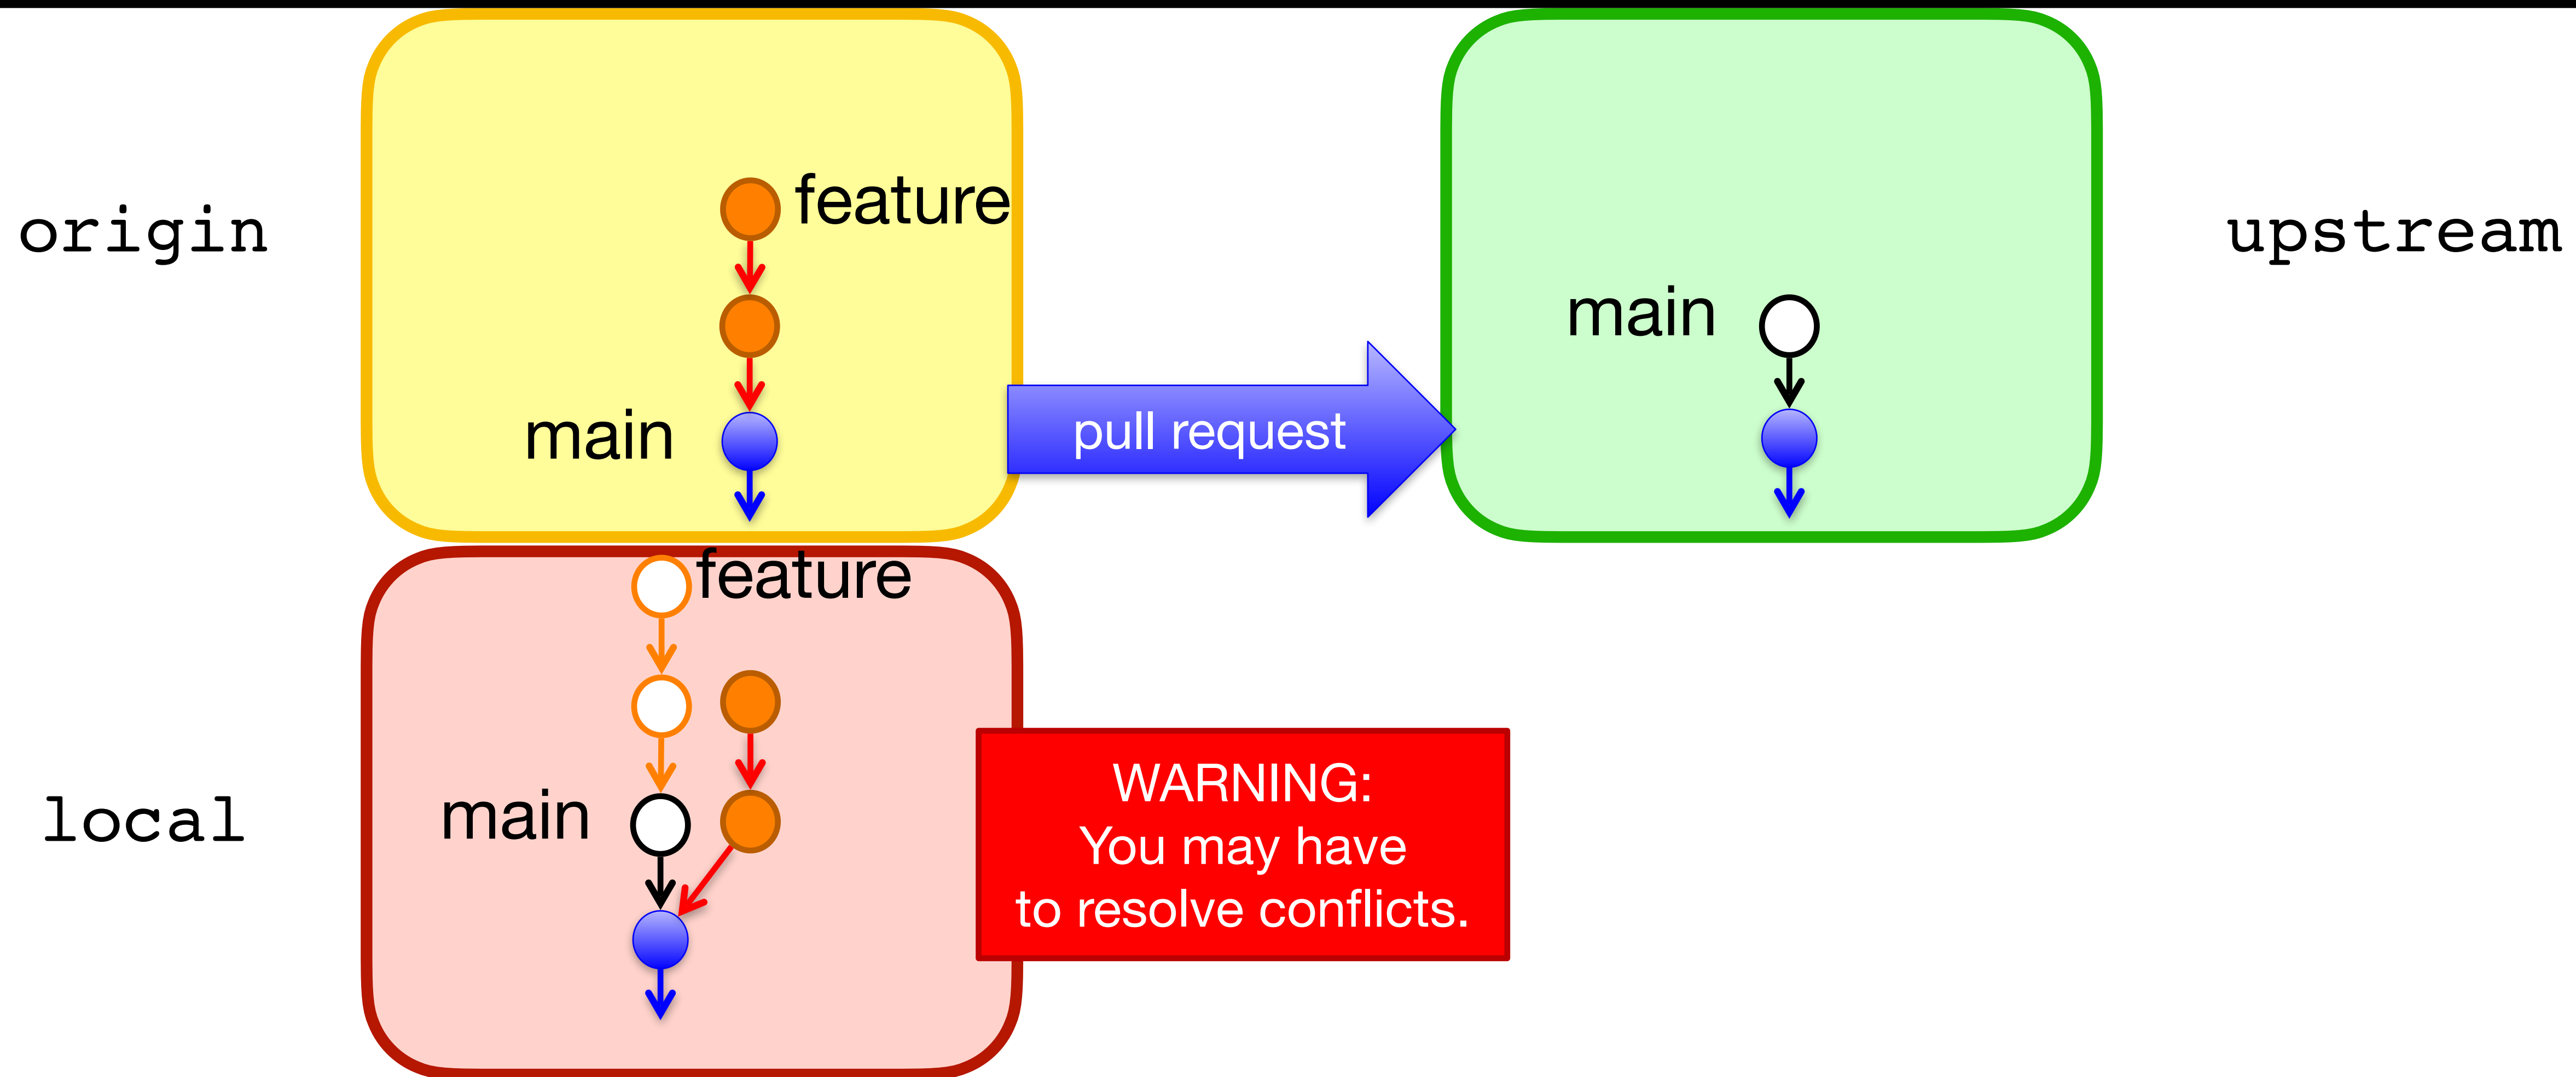 origin
feature
main
pull request
main
upstream
local
feature
main
WARNING:
You may have
to resolve conflicts.